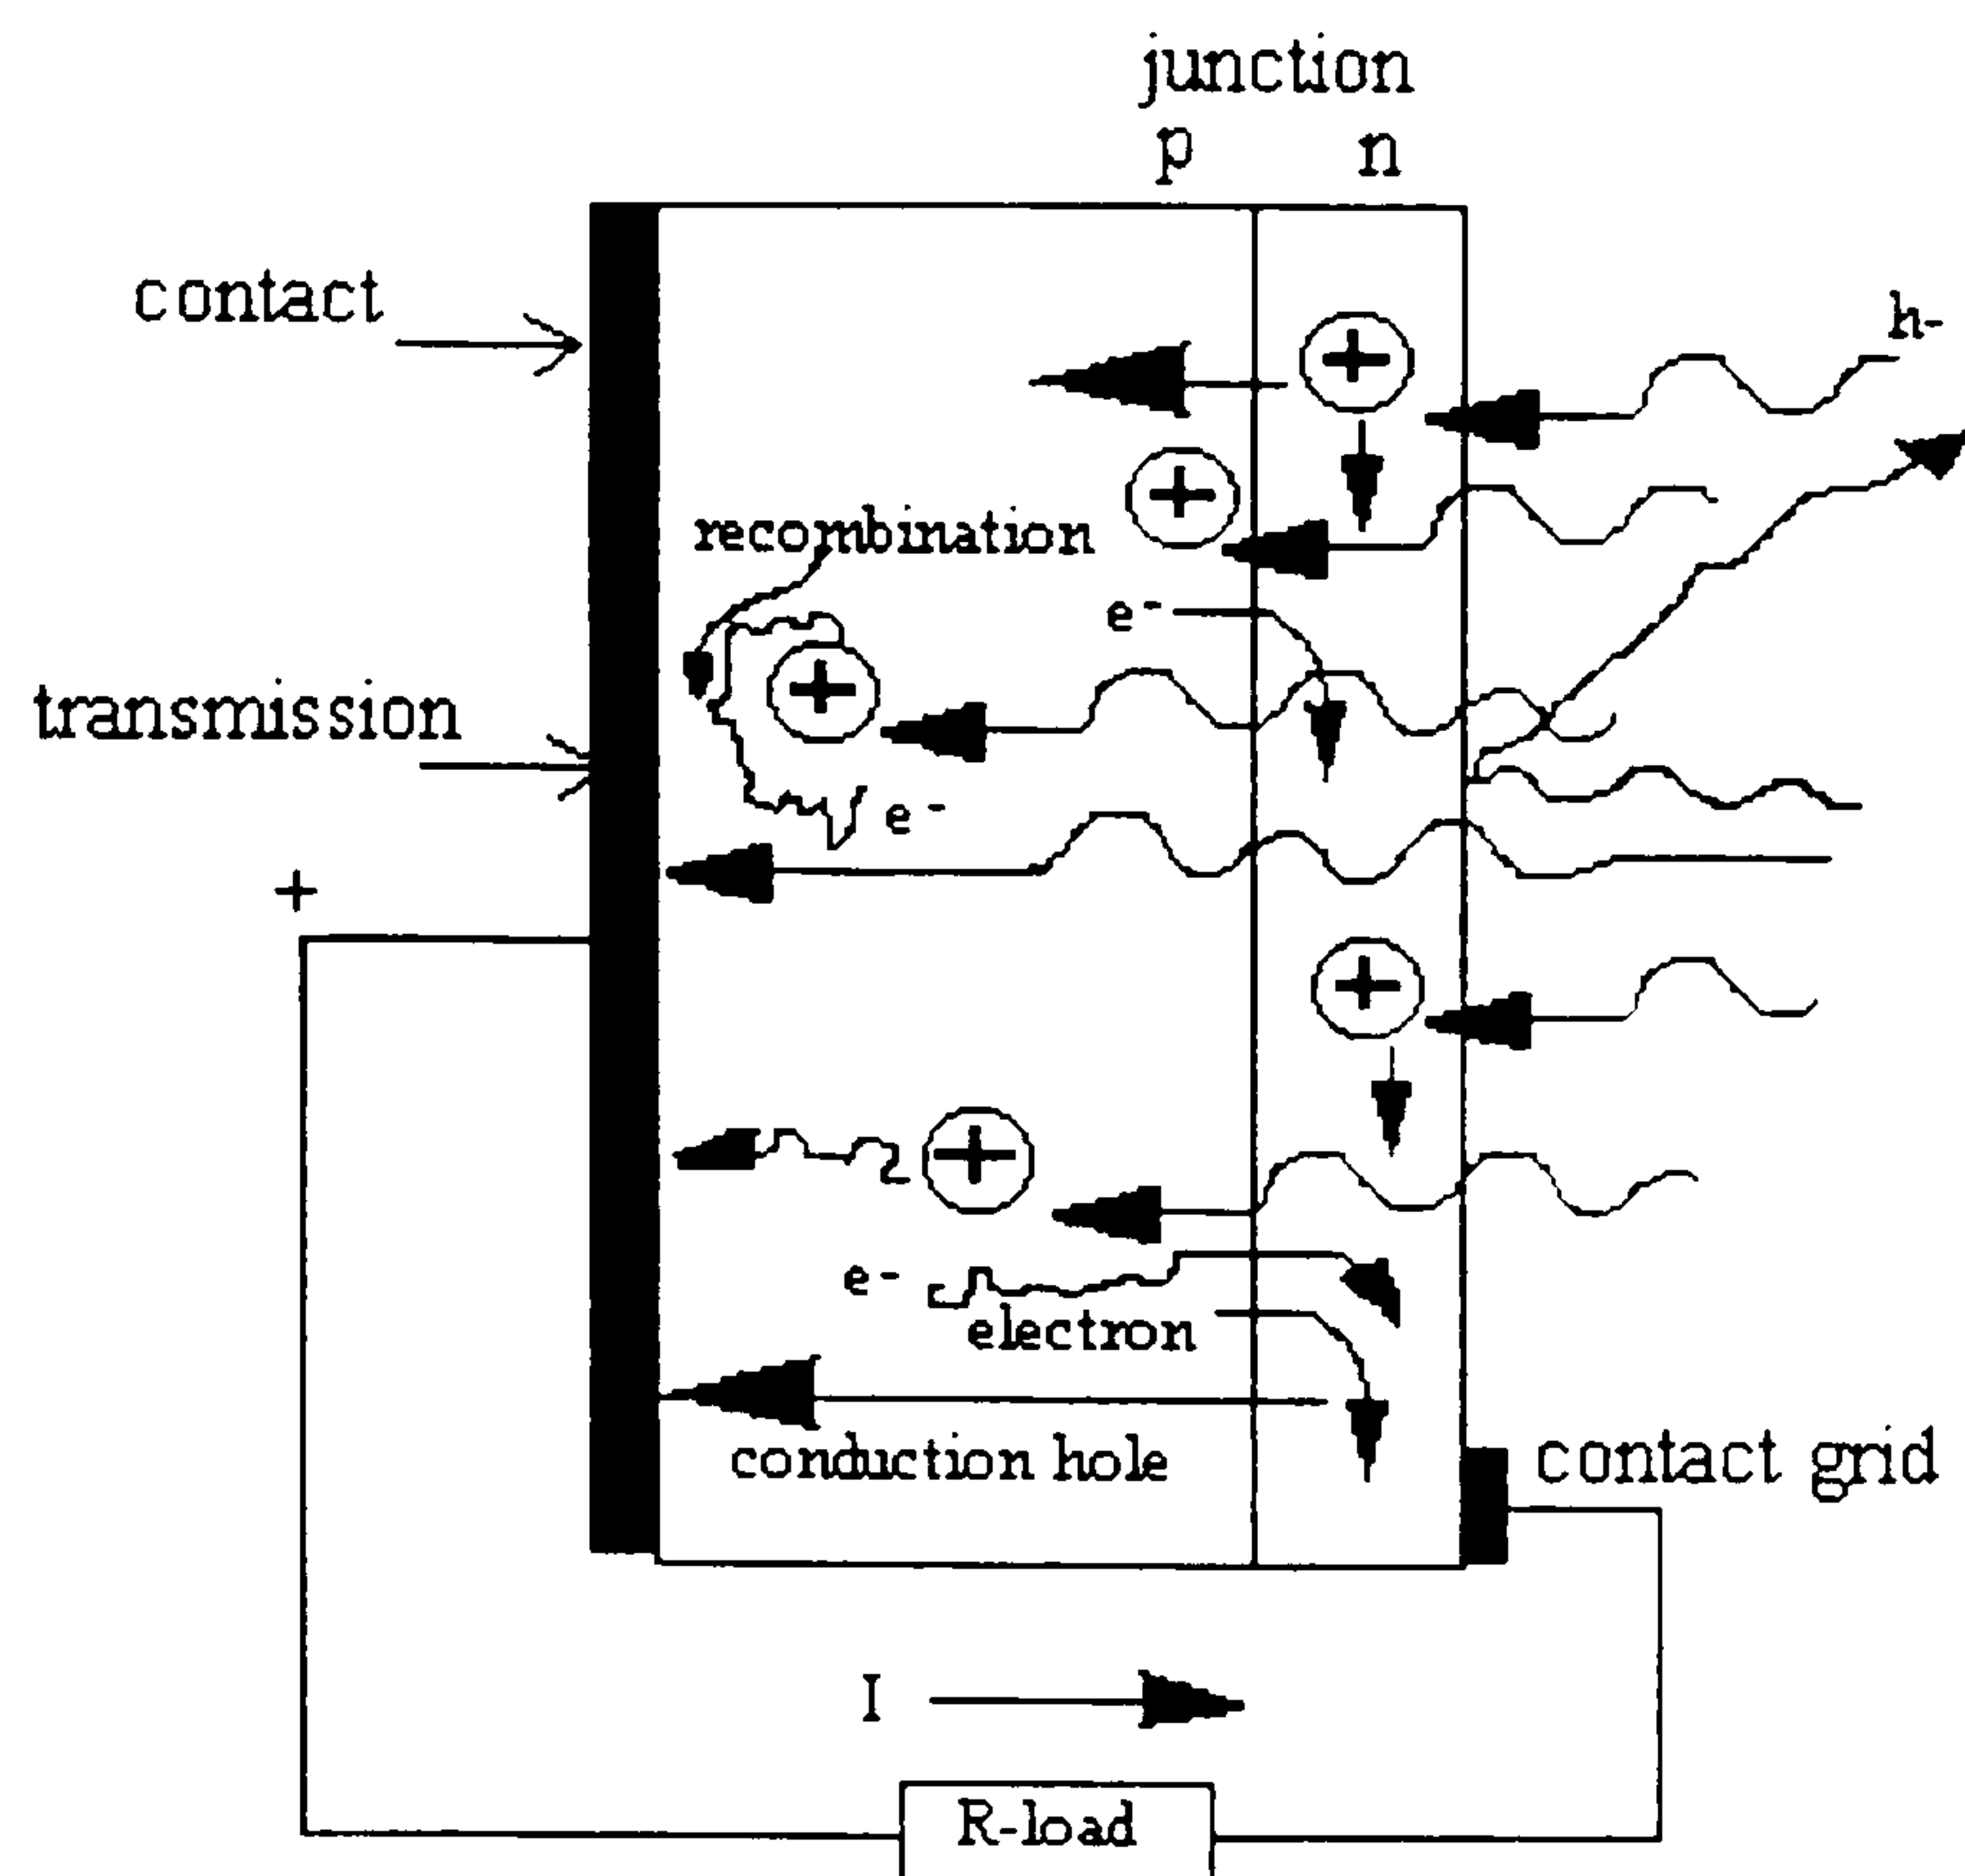 junction
p n
contact
h-
+
+
recombination
e-
+
transmission
e-
+
+
+
e-
electron
conduction hole
contact grid
I
R-load